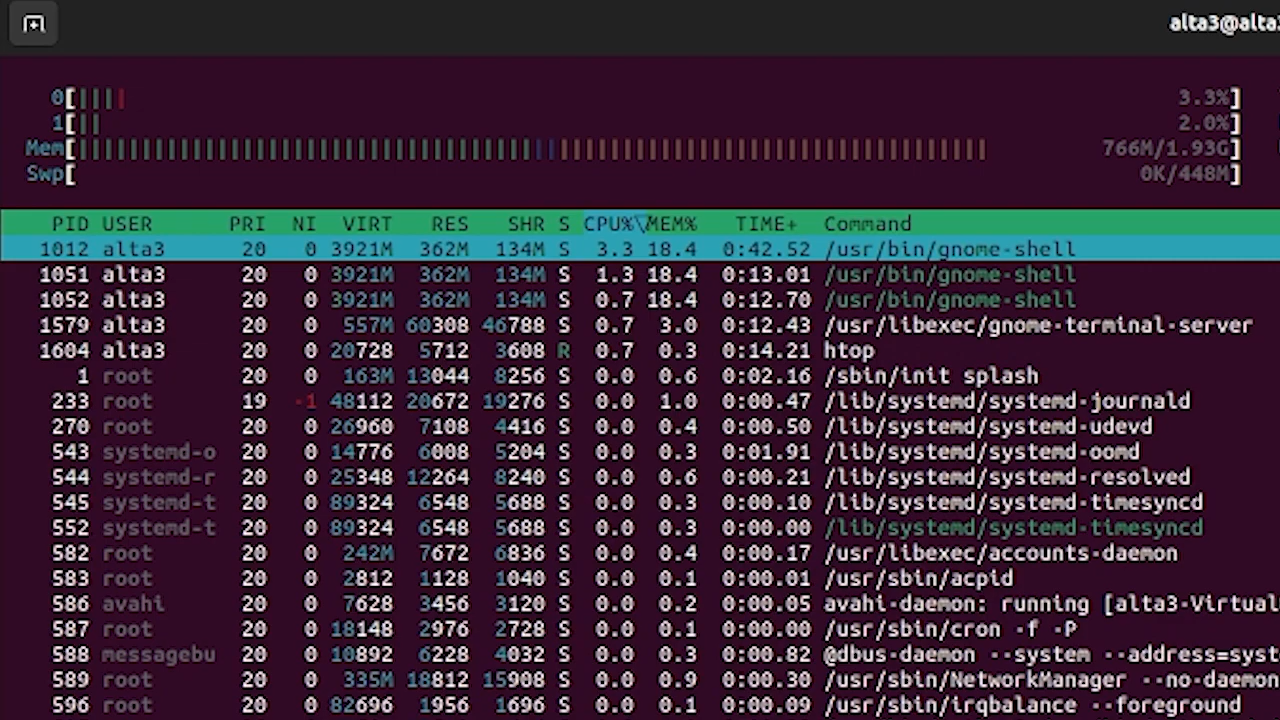 alta3@alta3
0[|||| 3.3%]
1[|| 2.0%]
Mem[|||||||||||||||||||||||||||||||||||||||||||||||||||||||||||||||||||||||| 766M/1.93G]
Swp[ 0K/448M]
PID USER PRI NI VIRT RES SHR S CPU%▽MEM% TIME+ Command
1012 alta3 20 0 3921M 362M 134M S 3.3 18.4 0:42.52 /usr/bin/gnome-shell
1051 alta3 20 0 3921M 362M 134M S 1.3 18.4 0:13.01 /usr/bin/gnome-shell
1052 alta3 20 0 3921M 362M 134M S 0.7 18.4 0:12.70 /usr/bin/gnome-shell
1579 alta3 20 0 557M 60308 46788 S 0.7 3.0 0:12.43 /usr/libexec/gnome-terminal-server
1604 alta3 20 0 20728 5712 3608 R 0.7 0.3 0:14.21 htop
1 root 20 0 163M 13044 8256 S 0.0 0.6 0:02.16 /sbin/init splash
233 root 19 -1 48112 20672 19276 S 0.0 1.0 0:00.47 /lib/systemd/systemd-journald
270 root 20 0 26960 7108 4416 S 0.0 0.4 0:00.50 /lib/systemd/systemd-udevd
543 systemd-o 20 0 14776 6008 5204 S 0.0 0.3 0:01.91 /lib/systemd/systemd-oomd
544 systemd-r 20 0 25348 12264 8240 S 0.0 0.6 0:00.21 /lib/systemd/systemd-resolved
545 systemd-t 20 0 89324 6548 5688 S 0.0 0.3 0:00.10 /lib/systemd/systemd-timesyncd
552 systemd-t 20 0 89324 6548 5688 S 0.0 0.3 0:00.00 /lib/systemd/systemd-timesyncd
582 root 20 0 242M 7672 6836 S 0.0 0.4 0:00.17 /usr/libexec/accounts-daemon
583 root 20 0 2812 1128 1040 S 0.0 0.1 0:00.01 /usr/sbin/acpid
586 avahi 20 0 7628 3456 3120 S 0.0 0.2 0:00.05 avahi-daemon: running [alta3-Virtual
587 root 20 0 18148 2976 2728 S 0.0 0.1 0:00.00 /usr/sbin/cron -f -P
588 messagebu 20 0 10892 6228 4032 S 0.0 0.3 0:00.82 @dbus-daemon --system --address=syst
589 root 20 0 335M 18812 15908 S 0.0 0.9 0:00.30 /usr/sbin/NetworkManager --no-daemon
596 root 20 0 82696 1956 1696 S 0.0 0.1 0:00.09 /usr/sbin/irqbalance --foreground